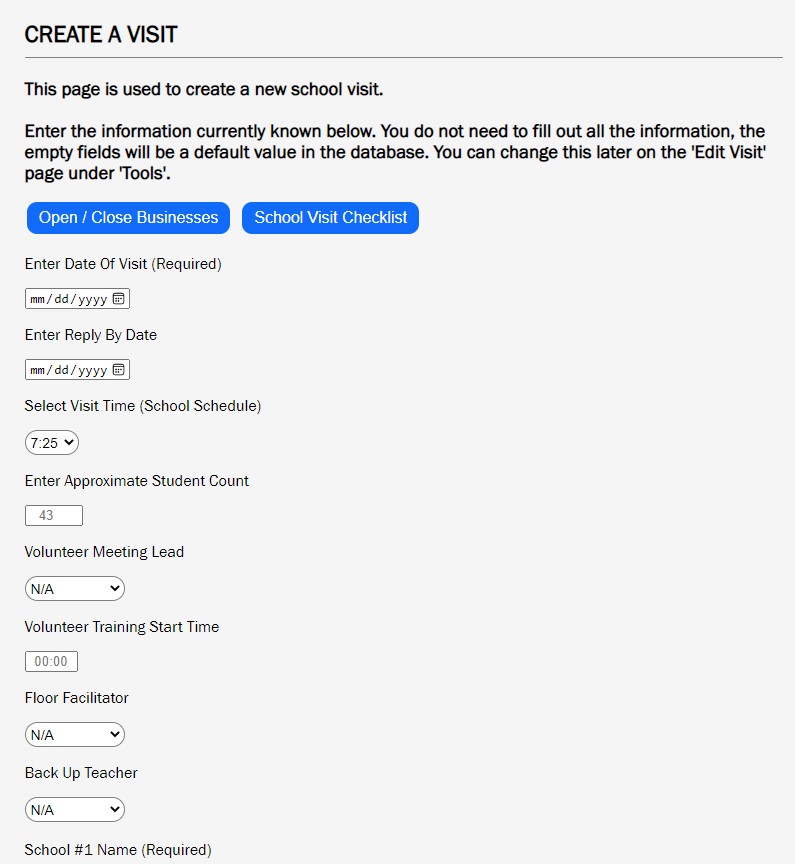 CREATE A VISIT
This page is used to create a new school visit.
Enter the information currently known below. You do not need to fill out all the information, the
empty fields will be a default value in the database. You can change this later on the 'Edit Visit'
page under 'Tools'.
Open / Close Businesses School Visit Checklist
Enter Date Of Visit (Required)
mm/dd/yyyy
Enter Reply By Date
mm/dd/yyyy
Select Visit Time (School Schedule)
7:25
Enter Approximate Student Count
43
Volunteer Meeting Lead
N/A
Volunteer Training Start Time
00:00
Floor Facilitator
N/A
Back Up Teacher
N/A
School #1 Name (Required)